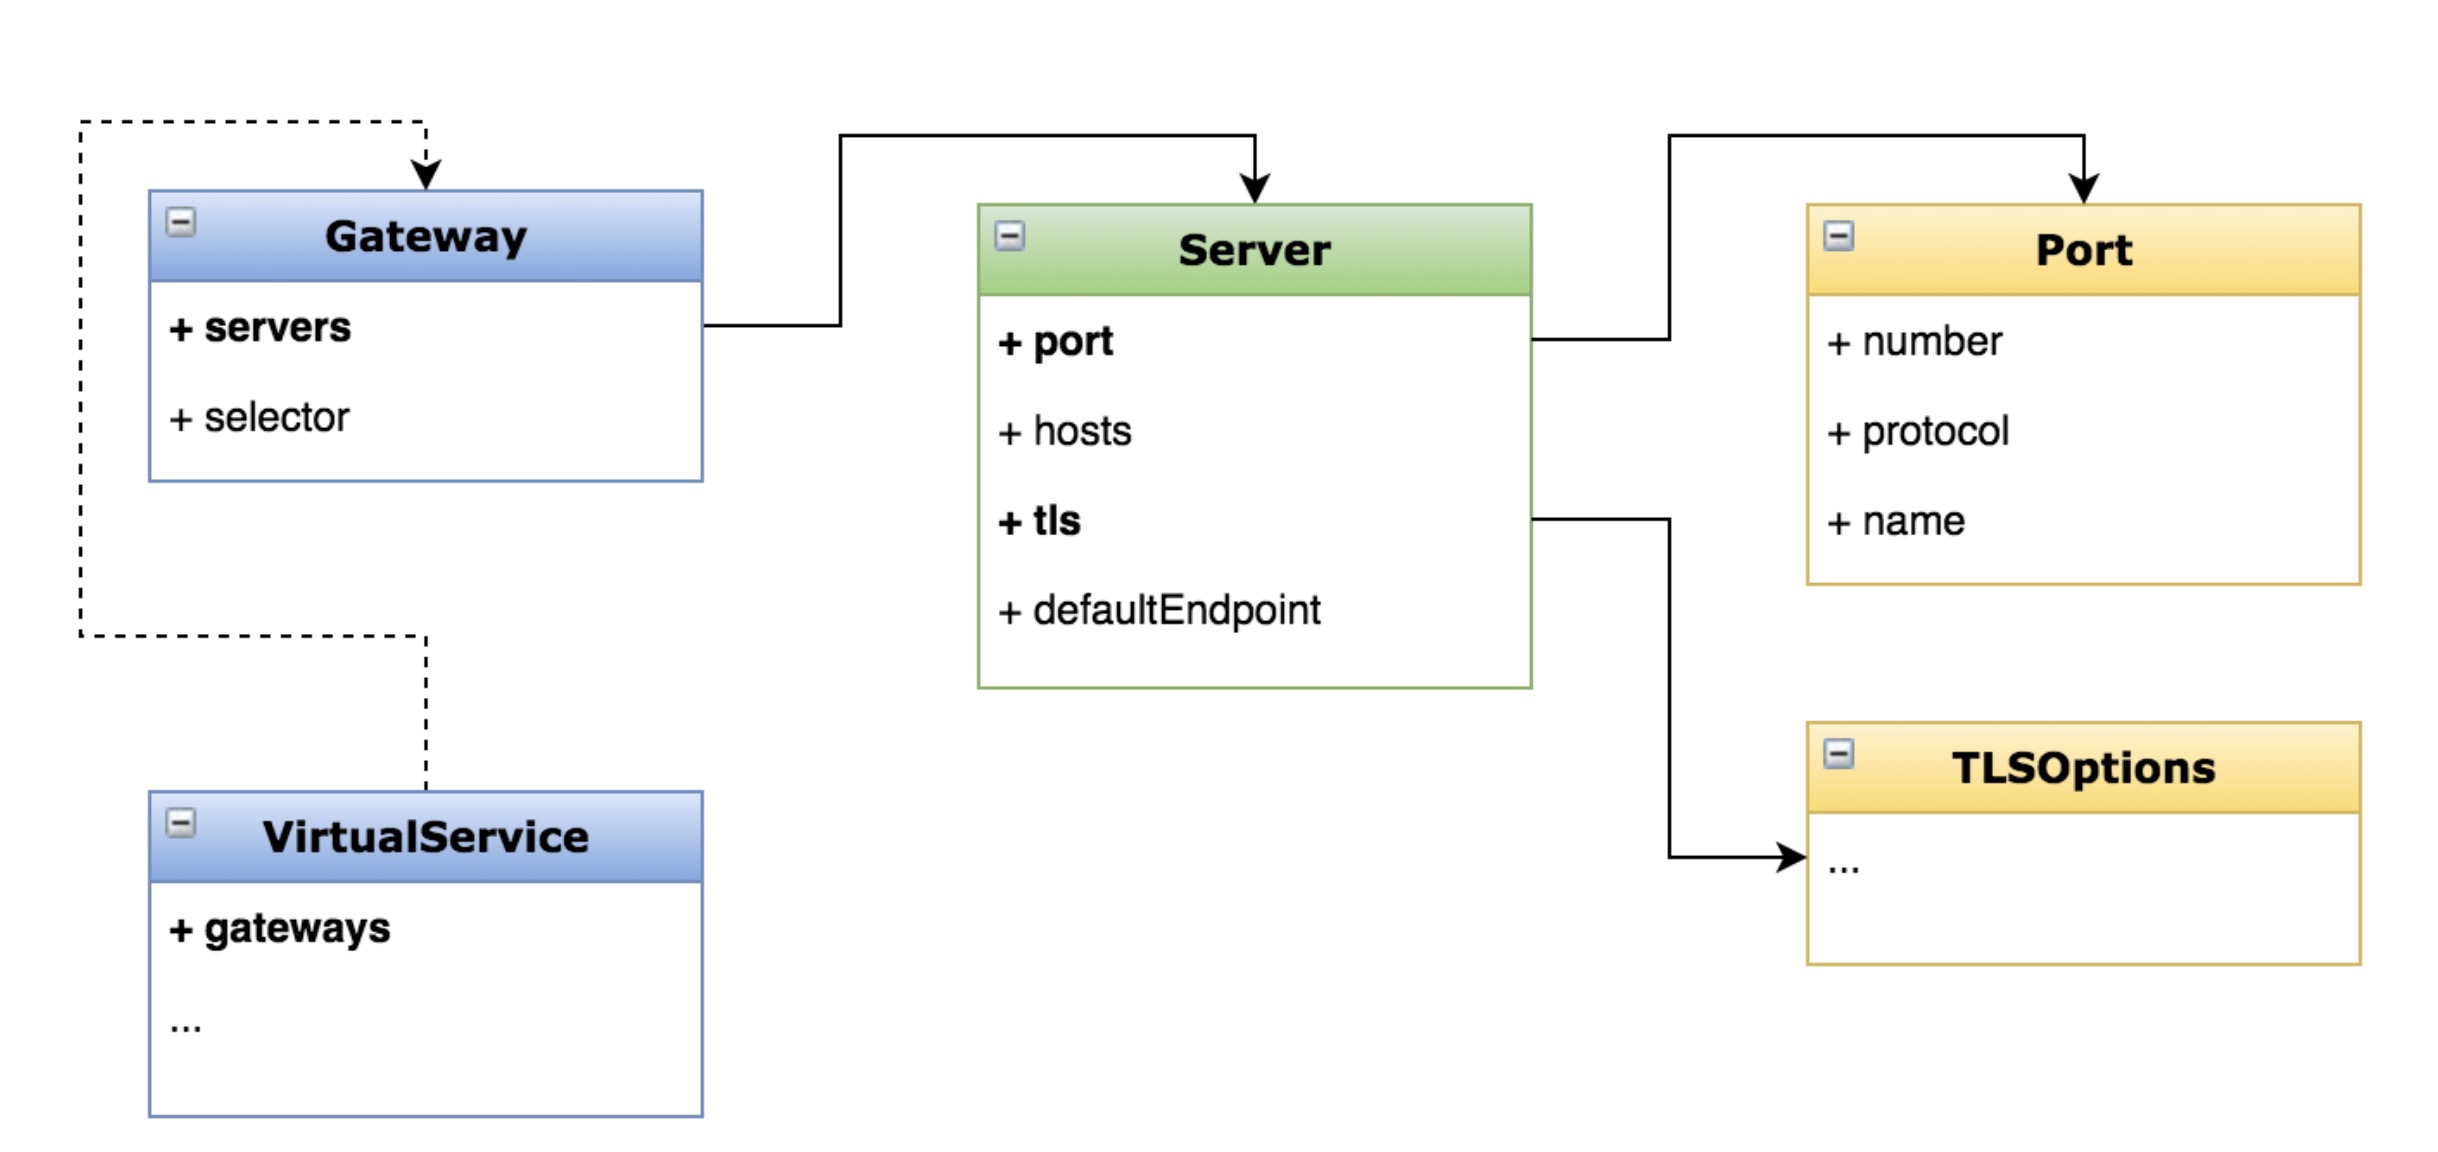 Gateway
+ servers
+ selector
Server
+ port
+ hosts
+ tls
+ defaultEndpoint
Port
+ number
+ protocol
+ name
VirtualService
+ gateways
...
TLSOptions
...